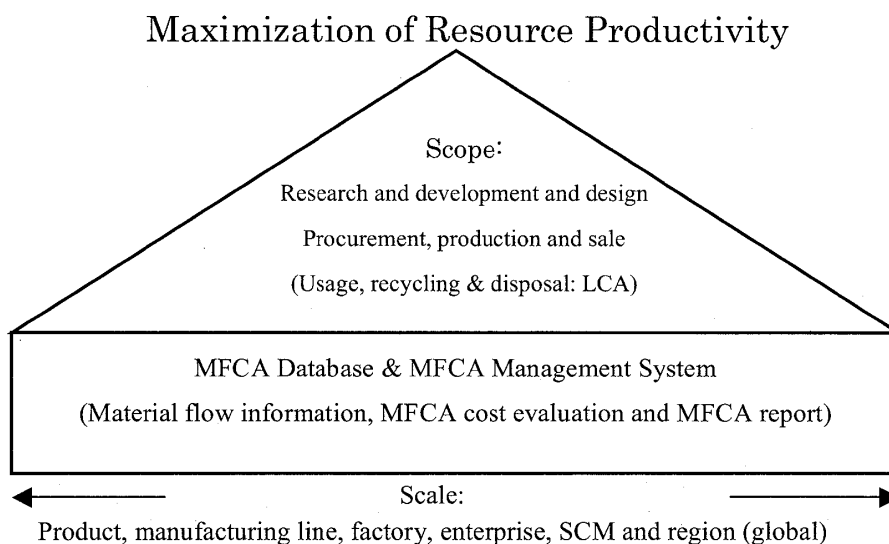 Maximization of Resource Productivity
Scope:
Research and development and design
Procurement, production and sale
(Usage, recycling & disposal: LCA)
MFCA Database & MFCA Management System
(Material flow information, MFCA cost evaluation and MFCA report)
Scale:
Product, manufacturing line, factory, enterprise, SCM and region (global)